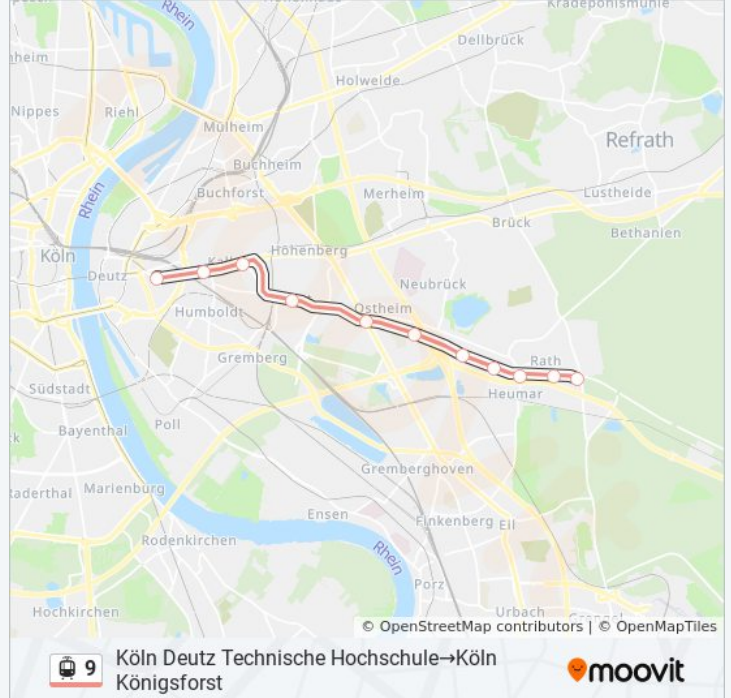 Rhein
Kradepohlsmühle
Dellbrück
Holweide
Nippes
Riehl
Mülheim
Refrath
Buchheim
Buchforst
Merheim
Lustheide
Rhein
Brück
Bethanien
Höhenberg
Köln
Deutz
Neubrück
Humboldt
Ostheim
Gremberg
Rath
Südstadt
Heumar
Poll
Bayenthal
Gremberghoven
Marienburg
Ensen
Finkenberg
Eil
Rodenkirchen
Rhein
Porz
Hochkirchen
Urbach
© OpenStreetMap contributors | © OpenMapTiles
9
Köln Deutz Technische Hochschule→Köln
Königsforst
moovit